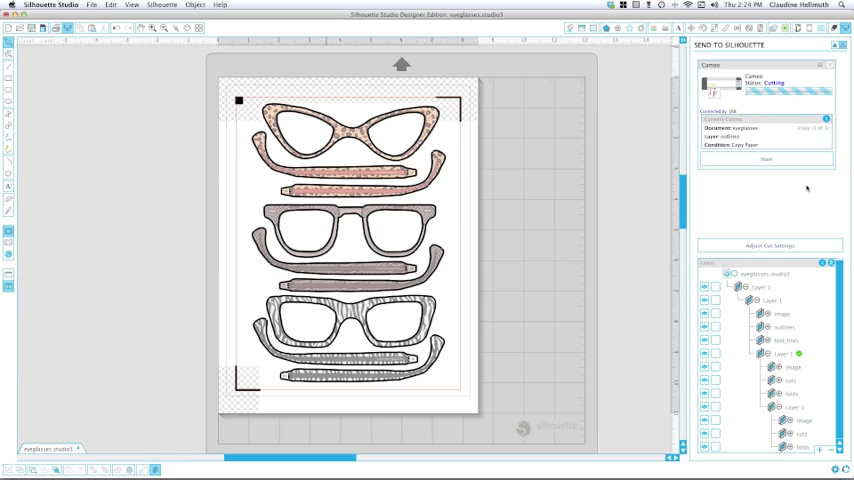 Silhouette Studio File Edit View Silhouette Object Help
Thu 2:24 PM Claudine Hellmuth
Silhouette Studio Designer Edition: eyeglasses.studio3
SEND TO SILHOUETTE
Cameo
Cameo
Status: Cutting
Connected by USB
Currently Cutting
Document: eyeglasses Copy (1 of 1)
Layer: outlines
Condition: Copy Paper
Start
Adjust Cut Settings
Layers
eyeglasses.studio3
Layer 1
Layer 1
image
outlines
fold_lines
Layer 1
image
cuts
folds
Layer 1
image
cuts
folds
silhouette
eyeglasses.studio3